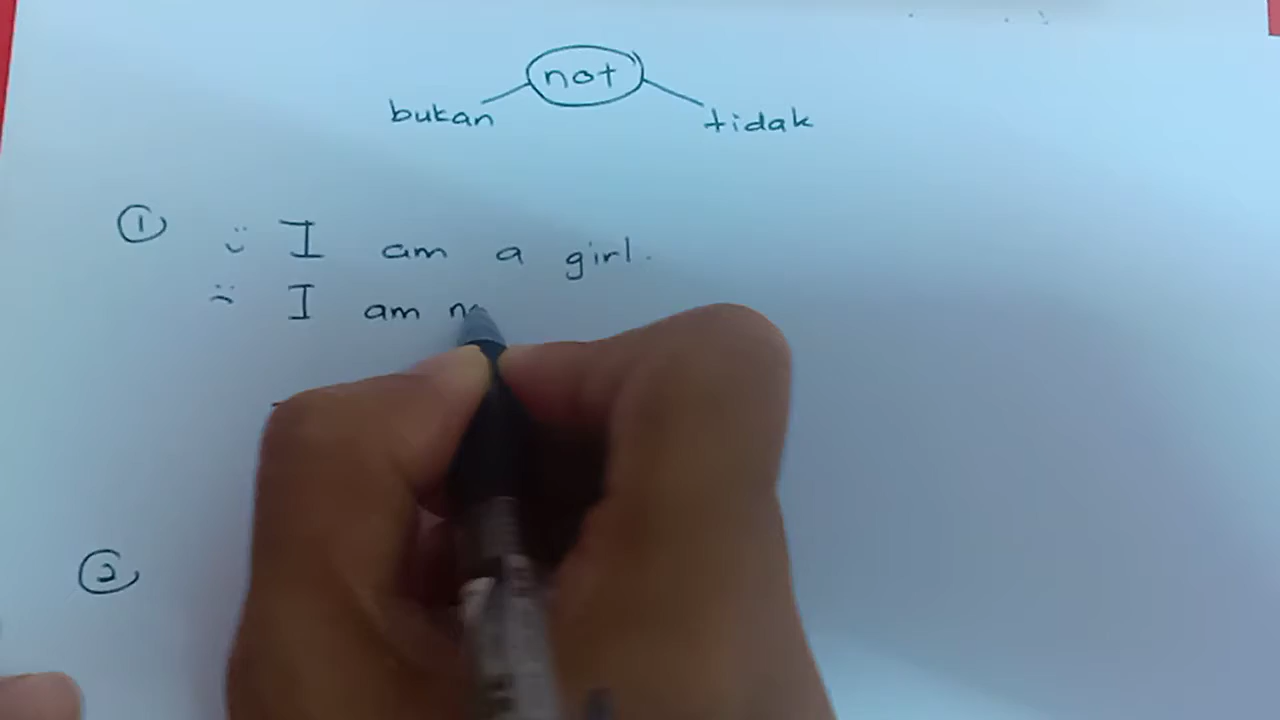 not
bukan tidak
① I am a girl.
I am
②